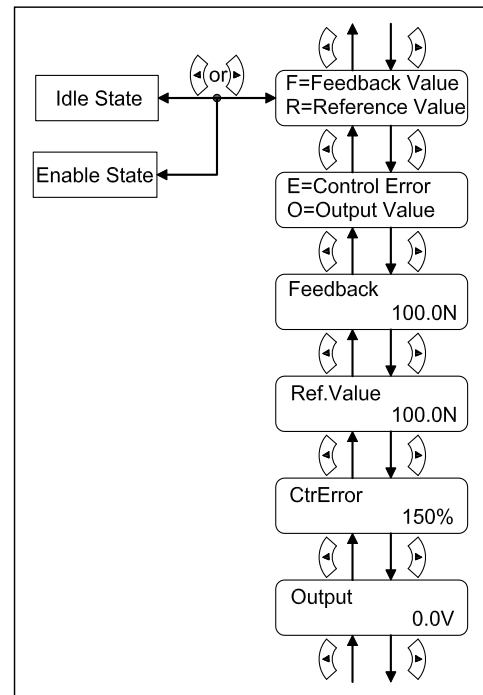 or
F=Feedback Value
R=Reference Value
Idle State
Enable State
E=Control Error
O=Output Value
Feedback
100.0N
Ref.Value
100.0N
CtrError
150%
Output
0.0V